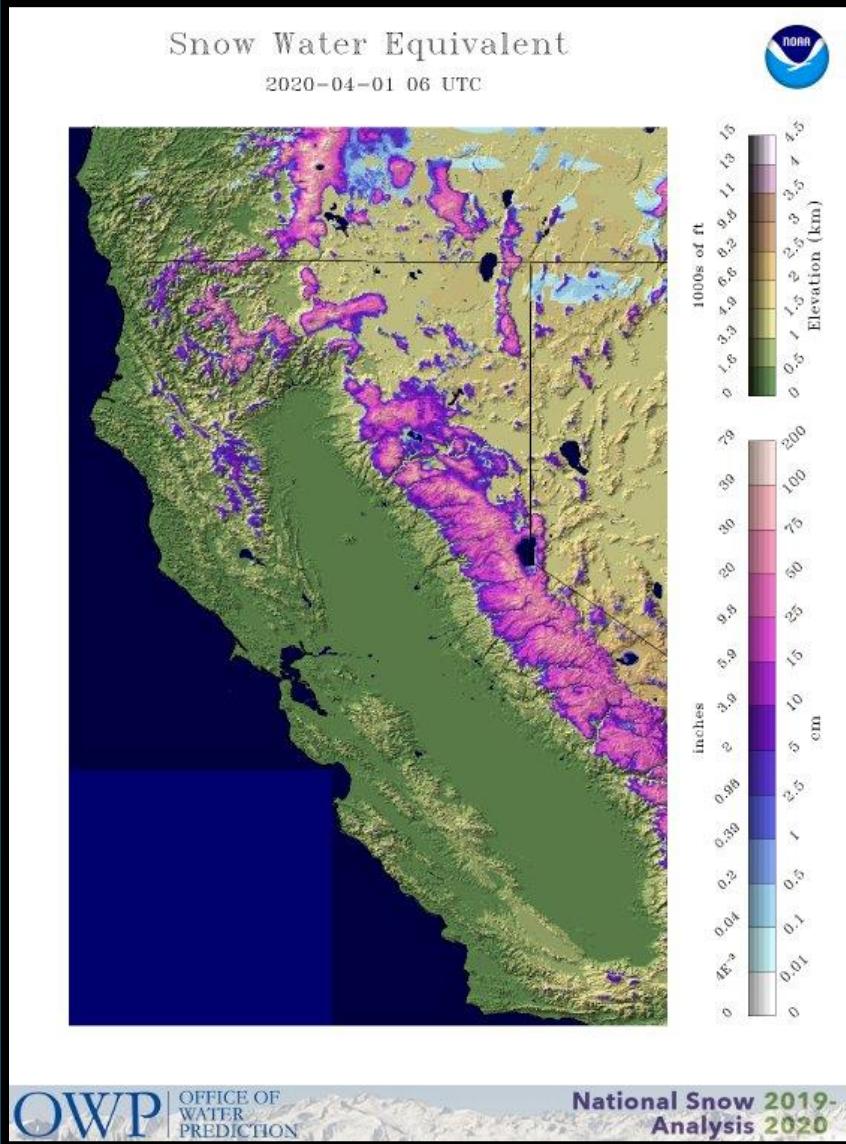 Snow Water Equivalent
2020-04-01 06 UTC
NOAA
15 4.5
13 4
11 3.5
9.8 3
8.2 2.5
6.6 2
4.9 1.5
3.3 1
1.6 0.5
0 0
1000s of ft
Elevation (km)
79 200
39 100
30 75
20 50
9.8 25
5.9 15
3.9 10
2 5
0.98 2.5
0.39 1
0.2 0.5
0.04 0.1
4E⁻³ 0.01
0 0
inches
cm
OWP
OFFICE OF
WATER
PREDICTION
National Snow 2019-
Analysis 2020